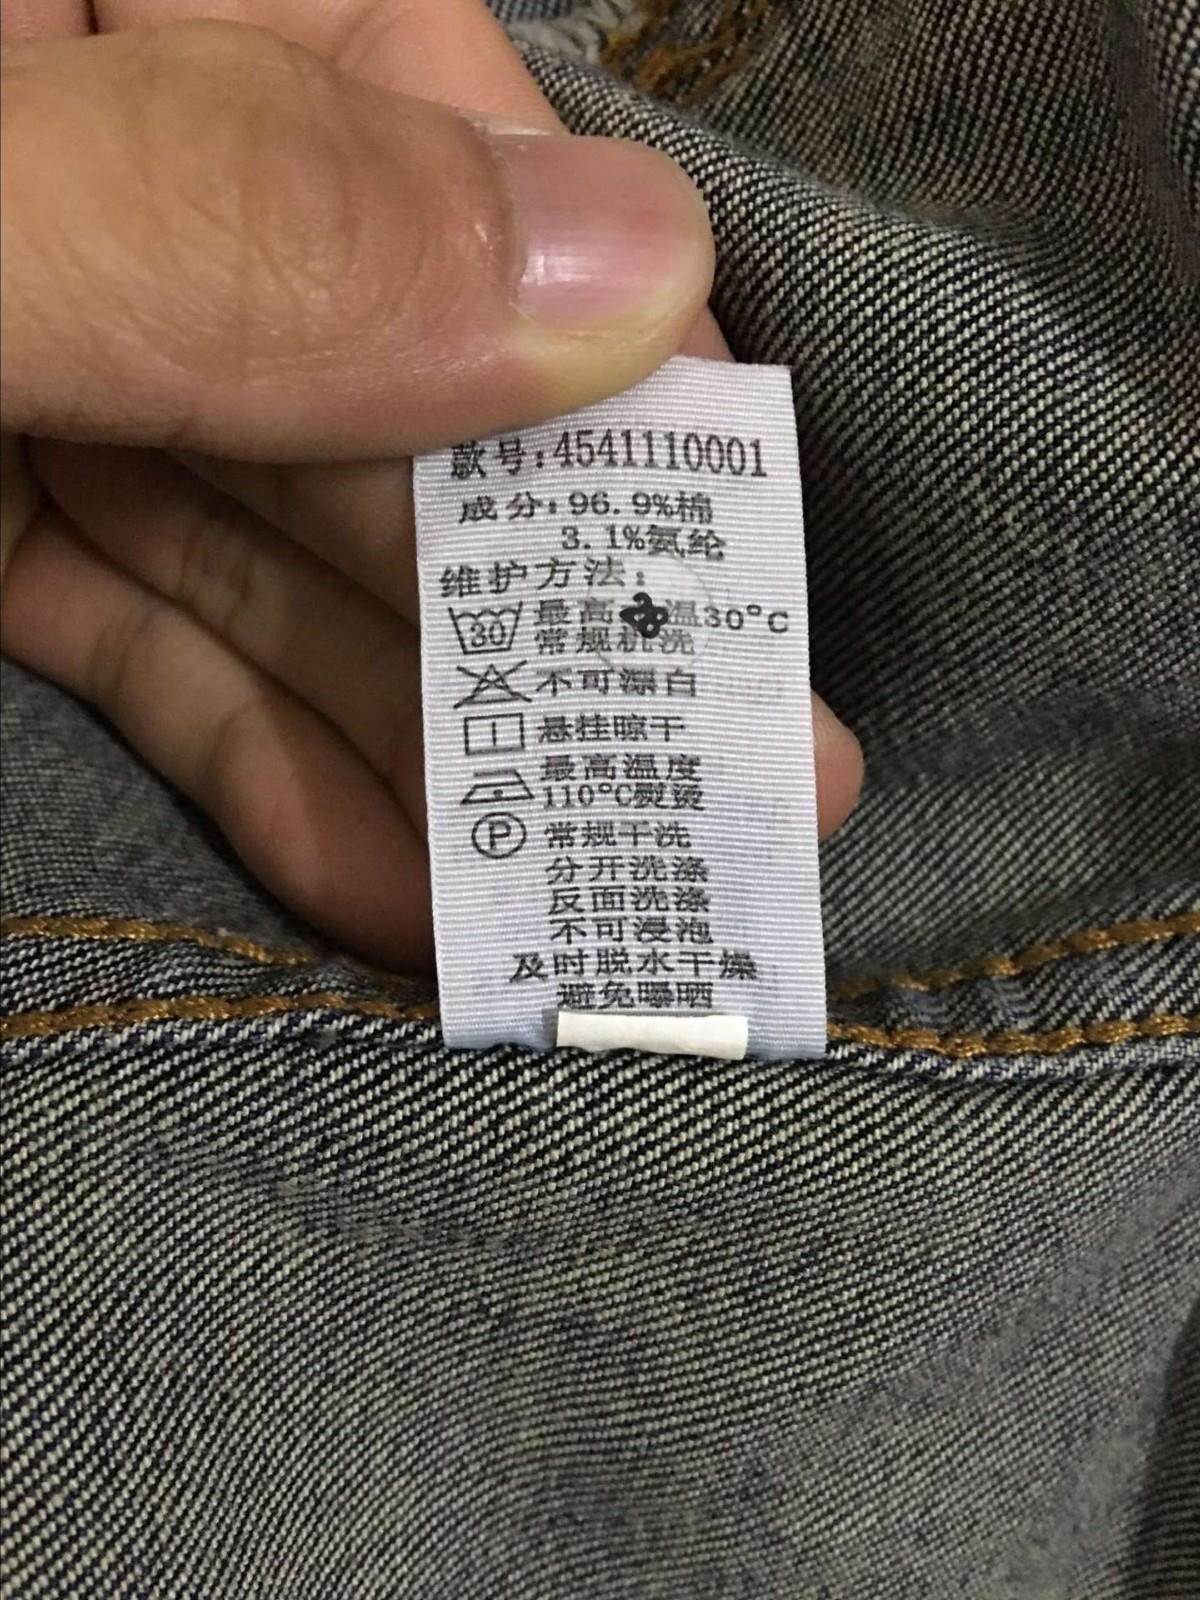 款号:4541110001
成分:96.9%棉
3.1%氨纶
维护方法:
30 最高 温30°C
常规机洗
不可漂白
悬挂晾干
最高温度
110°C熨烫
P 常规干洗
分开洗涤
反面洗涤
不可浸泡
及时脱水干燥
避免曝晒